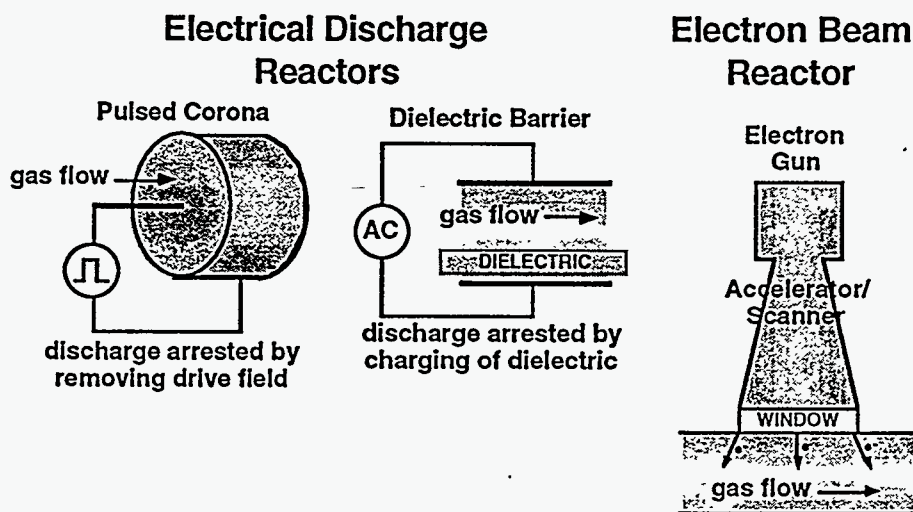 Electrical Discharge
Reactors
Pulsed Corona
gas flow
discharge arrested by
removing drive field
Dielectric Barrier
AC
gas flow
DIELECTRIC
discharge arrested by
charging of dielectric
Electron Beam
Reactor
Electron
Gun
Accelerator/
Scanner
WINDOW
e- e- e-
gas flow